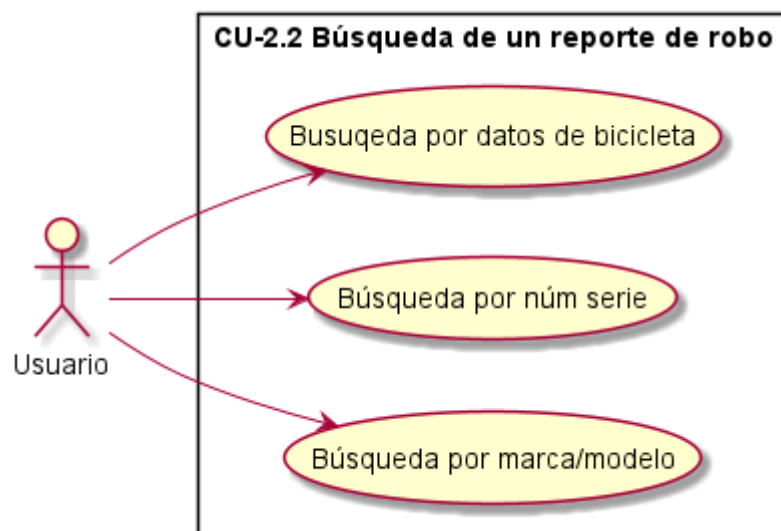 CU-2.2 Búsqueda de un reporte de robo
Busuqeda por datos de bicicleta
Búsqueda por núm serie
Usuario
Búsqueda por marca/modelo